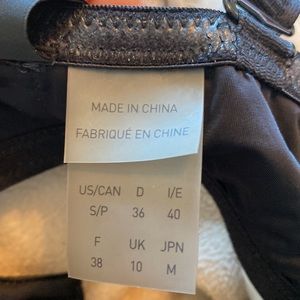 MADE IN CHINA
FABRIQUÉ EN CHINE
US/CAN D I/E
S/P 36 40
F UK JPN
38 10 M